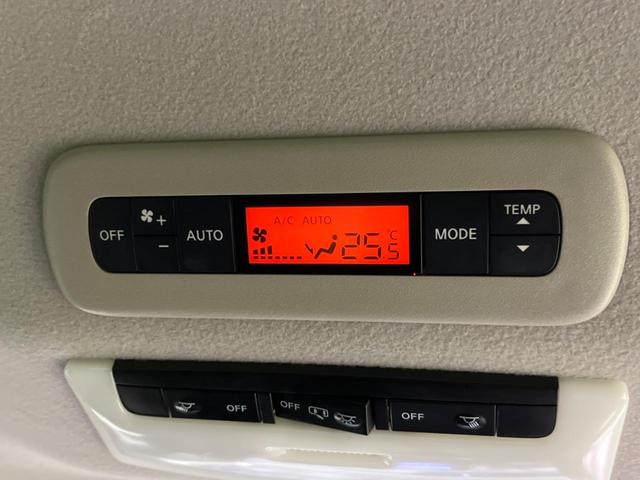 A/C AUTO
TEMP
OFF
+
-
AUTO
25.5°C
MODE
OFF
OFF
OFF